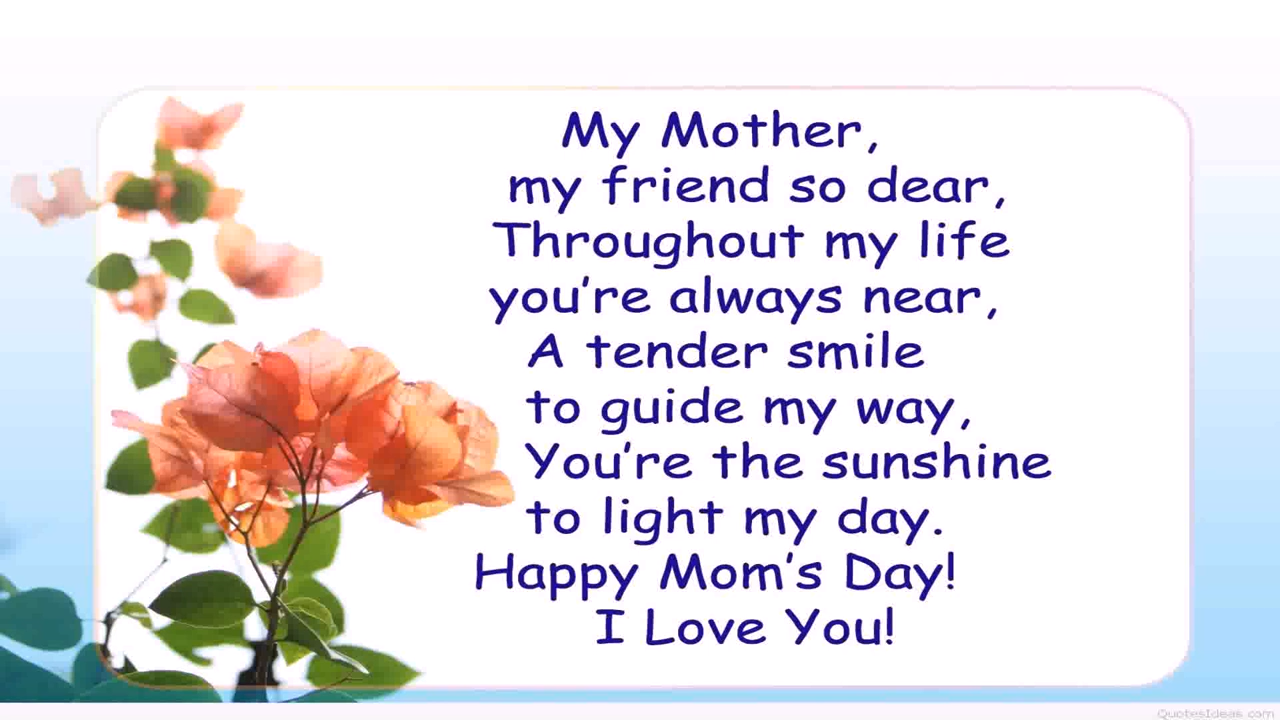 My Mother,
my friend so dear,
Throughout my life
you're always near,
A tender smile
to guide my way,
You're the sunshine
to light my day.
Happy Mom's Day!
I Love You!
QuotesIdeas.com